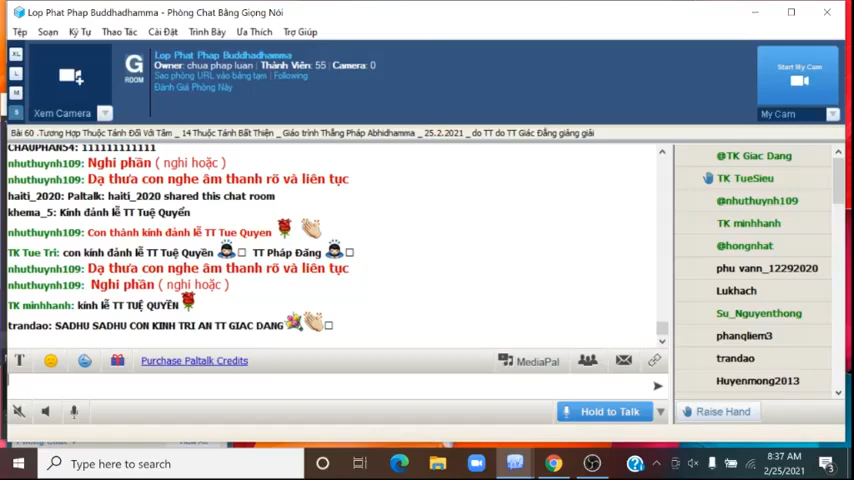 Lop Phat Phap Buddhadhamma - Phòng Chat Bằng Giọng Nói
Tệp Soạn Ký Tự Thao Tác Cài Đặt Trình Bày Ưa Thích Trợ Giúp
XL
L
M
S
Xem Camera
G
ROOM
Lop Phat Phap Buddhadhamma
Owner: chua phap luan | Thành Viên: 55 | Camera: 0
Sao phòng URL vào bảng tạm | Following
Đánh Giá Phòng Này
Start My Cam
My Cam
Bài 60 .Tương Hợp Thuộc Tánh Đối Với Tâm _ 14 Thuộc Tánh Bất Thiện _ Giáo trình Thắng Pháp Abhidhamma _ 25.2.2021 _ do TT do TT Giác Đẳng giảng giải
CHAUPHAN54: 111111111111
nhuthuynh109: Nghi phần ( nghi hoặc )
nhuthuynh109: Dạ thưa con nghe âm thanh rõ và liên tục
haiti_2020: Paltalk: haiti_2020 shared this chat room
khema_5: Kính đảnh lễ TT Tuệ Quyền
nhuthuynh109: Con thành kính đảnh lễ TT Tue Quyen
TK Tue Tri: con kính đảnh lễ TT Tuệ Quyền TT Pháp Đăng
nhuthuynh109: Dạ thưa con nghe âm thanh rõ và liên tục
nhuthuynh109: Nghi phần ( nghi hoặc )
TK minhhanh: kính lễ TT TUỆ QUYỀN
trandao: SADHU SADHU CON KINH TRI AN TT GIAC DANG
@TK Giac Dang
TK TueSieu
@nhuthuynh109
TK minhhanh
@hongnhat
phu vann_12292020
Lukhach
Su_Nguyenthong
phanqliem3
trandao
Huyenmong2013
T
Purchase Paltalk Credits
MediaPal
Hold to Talk
Raise Hand
Type here to search
8:37 AM
2/25/2021
3